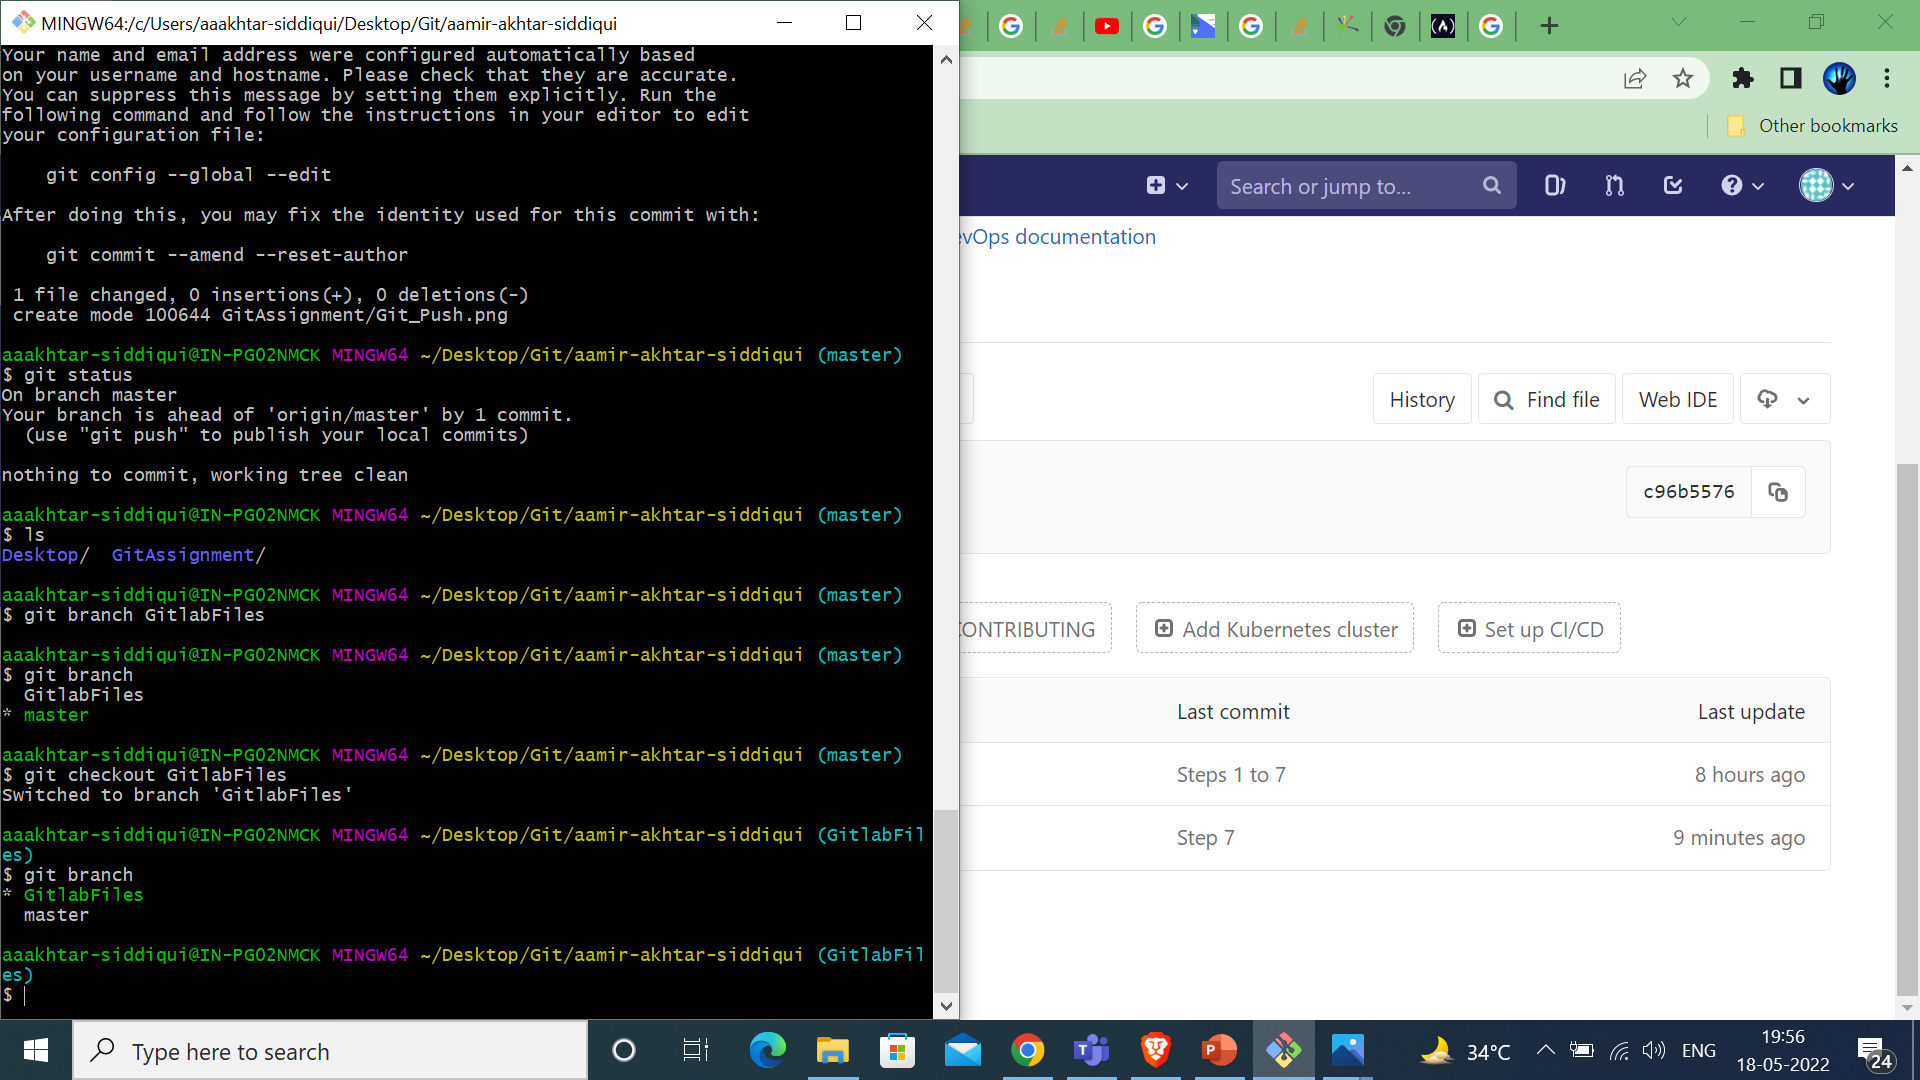 MINGW64:/c/Users/aaakhtar-siddiqui/Desktop/Git/aamir-akhtar-siddiqui
Your name and email address were configured automatically based
on your username and hostname. Please check that they are accurate.
You can suppress this message by setting them explicitly. Run the
following command and follow the instructions in your editor to edit
your configuration file:
git config --global --edit
After doing this, you may fix the identity used for this commit with:
git commit --amend --reset-author
1 file changed, 0 insertions(+), 0 deletions(-)
create mode 100644 GitAssignment/Git_Push.png
aaakhtar-siddiqui@IN-PG02NMCK MINGW64 ~/Desktop/Git/aamir-akhtar-siddiqui (master)
$ git status
On branch master
Your branch is ahead of 'origin/master' by 1 commit.
(use "git push" to publish your local commits)
nothing to commit, working tree clean
aaakhtar-siddiqui@IN-PG02NMCK MINGW64 ~/Desktop/Git/aamir-akhtar-siddiqui (master)
$ ls
Desktop/  GitAssignment/
aaakhtar-siddiqui@IN-PG02NMCK MINGW64 ~/Desktop/Git/aamir-akhtar-siddiqui (master)
$ git branch GitlabFiles
aaakhtar-siddiqui@IN-PG02NMCK MINGW64 ~/Desktop/Git/aamir-akhtar-siddiqui (master)
$ git branch
GitlabFiles
* master
aaakhtar-siddiqui@IN-PG02NMCK MINGW64 ~/Desktop/Git/aamir-akhtar-siddiqui (master)
$ git checkout GitlabFiles
Switched to branch 'GitlabFiles'
aaakhtar-siddiqui@IN-PG02NMCK MINGW64 ~/Desktop/Git/aamir-akhtar-siddiqui (GitlabFil
es)
$ git branch
* GitlabFiles
master
aaakhtar-siddiqui@IN-PG02NMCK MINGW64 ~/Desktop/Git/aamir-akhtar-siddiqui (GitlabFil
es)
$
Other bookmarks
Search or jump to...
evOps documentation
History
Find file
Web IDE
c96b5576
CONTRIBUTING
Add Kubernetes cluster
Set up CI/CD
Last commit
Last update
Steps 1 to 7
8 hours ago
Step 7
9 minutes ago
Type here to search
34°C
ENG
19:56
18-05-2022
24